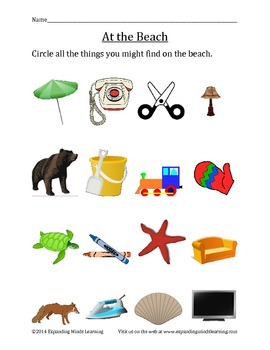 Name
At the Beach
Circle all the things you might find on the beach.
©2014 Expanding Minds Learning
Visit us on the web at www.expandingmindslearning.com